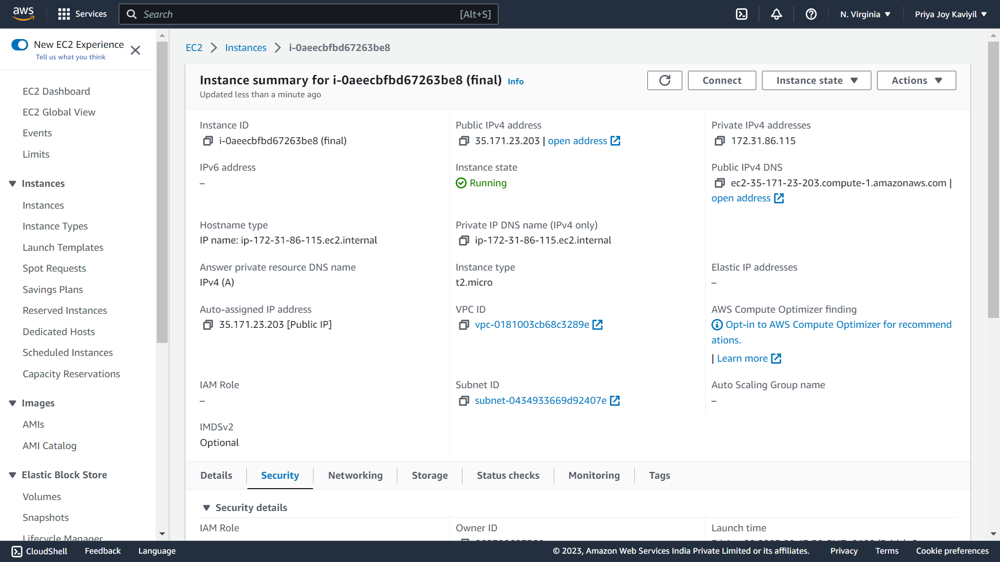 aws
Services
Search
[Alt+S]
N. Virginia
Priya Joy Kaviyil
New EC2 Experience
Tell us what you think
EC2 Dashboard
EC2 Global View
Events
Limits
Instances
Instances
Instance Types
Launch Templates
Spot Requests
Savings Plans
Reserved Instances
Dedicated Hosts
Scheduled Instances
Capacity Reservations
Images
AMIs
AMI Catalog
Elastic Block Store
Volumes
Snapshots
Lifecycle Manager
EC2
Instances
i-0aeecbfbd67263be8
Instance summary for i-0aeecbfbd67263be8 (final) Info
Updated less than a minute ago
Connect
Instance state
Actions
Instance ID
i-0aeecbfbd67263be8 (final)
Public IPv4 address
35.171.23.203 | open address
Private IPv4 addresses
172.31.86.115
IPv6 address
–
Instance state
Running
Public IPv4 DNS
ec2-35-171-23-203.compute-1.amazonaws.com |
open address
Hostname type
IP name: ip-172-31-86-115.ec2.internal
Private IP DNS name (IPv4 only)
ip-172-31-86-115.ec2.internal
Answer private resource DNS name
IPv4 (A)
Instance type
t2.micro
Elastic IP addresses
–
Auto-assigned IP address
35.171.23.203 [Public IP]
VPC ID
vpc-0181003cb68c3289e
AWS Compute Optimizer finding
Opt-in to AWS Compute Optimizer for recommend
ations.
| Learn more
IAM Role
–
Subnet ID
subnet-0434933669d92407e
Auto Scaling Group name
–
IMDSv2
Optional
Details
Security
Networking
Storage
Status checks
Monitoring
Tags
Security details
IAM Role
Owner ID
Launch time
CloudShell
Feedback
Language
© 2023, Amazon Web Services India Private Limited or its affiliates.
Privacy
Terms
Cookie preferences